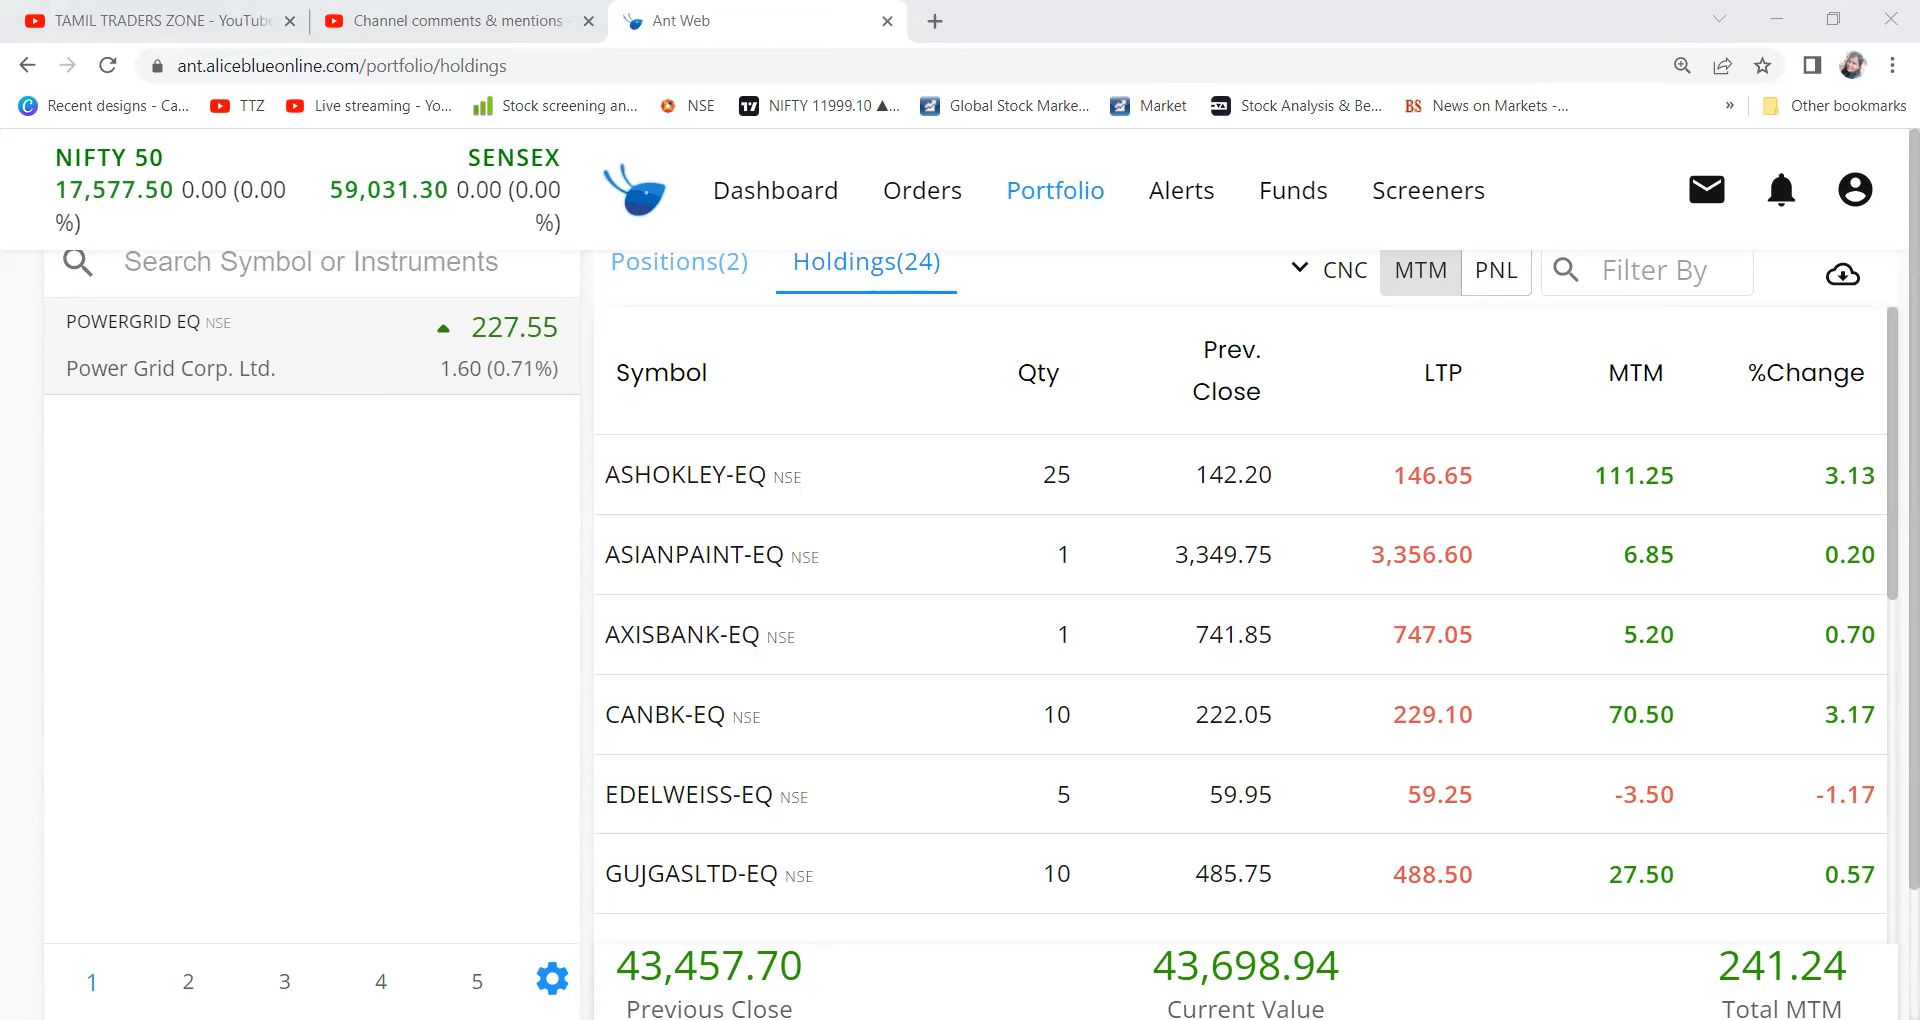 TAMIL TRADERS ZONE - YouTube
Channel comments & mentions -
Ant Web
ant.aliceblueonline.com/portfolio/holdings
Recent designs - Ca...
TTZ
Live streaming - Yo...
Stock screening an...
NSE
NIFTY 11999.10 ▲...
Global Stock Marke...
Market
Stock Analysis & Be...
BS News on Markets -...
»
Other bookmarks
NIFTY 50
17,577.50 0.00 (0.00
%)
SENSEX
59,031.30 0.00 (0.00
%)
Dashboard
Orders
Portfolio
Alerts
Funds
Screeners
Search Symbol or Instruments
POWERGRID EQ NSE
▲ 227.55
Power Grid Corp. Ltd.
1.60 (0.71%)
1 2 3 4 5
Positions(2)
Holdings(24)
CNC
MTM
PNL
Filter By
Symbol Qty Prev. Close LTP MTM %Change
ASHOKLEY-EQ NSE 25 142.20 146.65 111.25 3.13
ASIANPAINT-EQ NSE 1 3,349.75 3,356.60 6.85 0.20
AXISBANK-EQ NSE 1 741.85 747.05 5.20 0.70
CANBK-EQ NSE 10 222.05 229.10 70.50 3.17
EDELWEISS-EQ NSE 5 59.95 59.25 -3.50 -1.17
GUJGASLTD-EQ NSE 10 485.75 488.50 27.50 0.57
43,457.70 43,698.94 241.24
Previous Close Current Value Total MTM